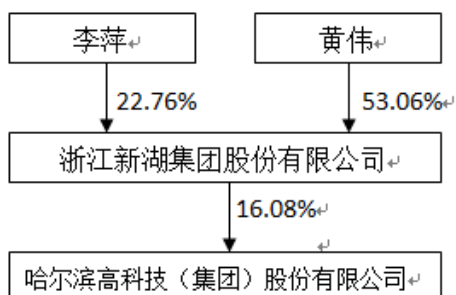 李萍 黄伟
22.76% 53.06%
浙江新湖集团股份有限公司
16.08%
哈尔滨高科技（集团）股份有限公司